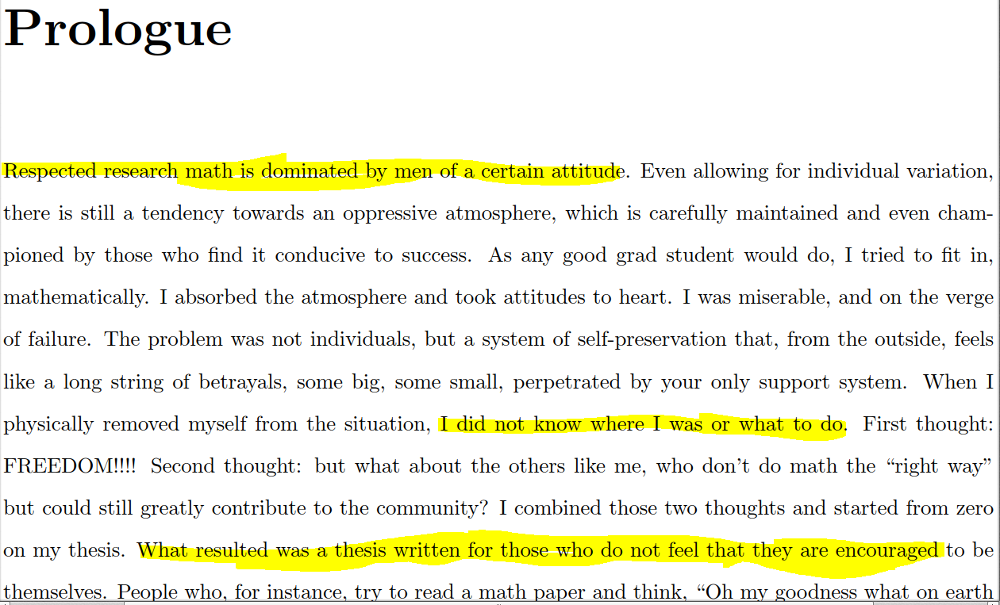 Prologue
Respected research math is dominated by men of a certain attitude. Even allowing for individual variation,
there is still a tendency towards an oppressive atmosphere, which is carefully maintained and even cham-
pioned by those who find it conducive to success. As any good grad student would do, I tried to fit in,
mathematically. I absorbed the atmosphere and took attitudes to heart. I was miserable, and on the verge
of failure. The problem was not individuals, but a system of self-preservation that, from the outside, feels
like a long string of betrayals, some big, some small, perpetrated by your only support system. When I
physically removed myself from the situation, I did not know where I was or what to do. First thought:
FREEDOM!!!! Second thought: but what about the others like me, who don’t do math the “right way”
but could still greatly contribute to the community? I combined those two thoughts and started from zero
on my thesis. What resulted was a thesis written for those who do not feel that they are encouraged to be
themselves. People who, for instance, try to read a math paper and think, “Oh my goodness what on earth